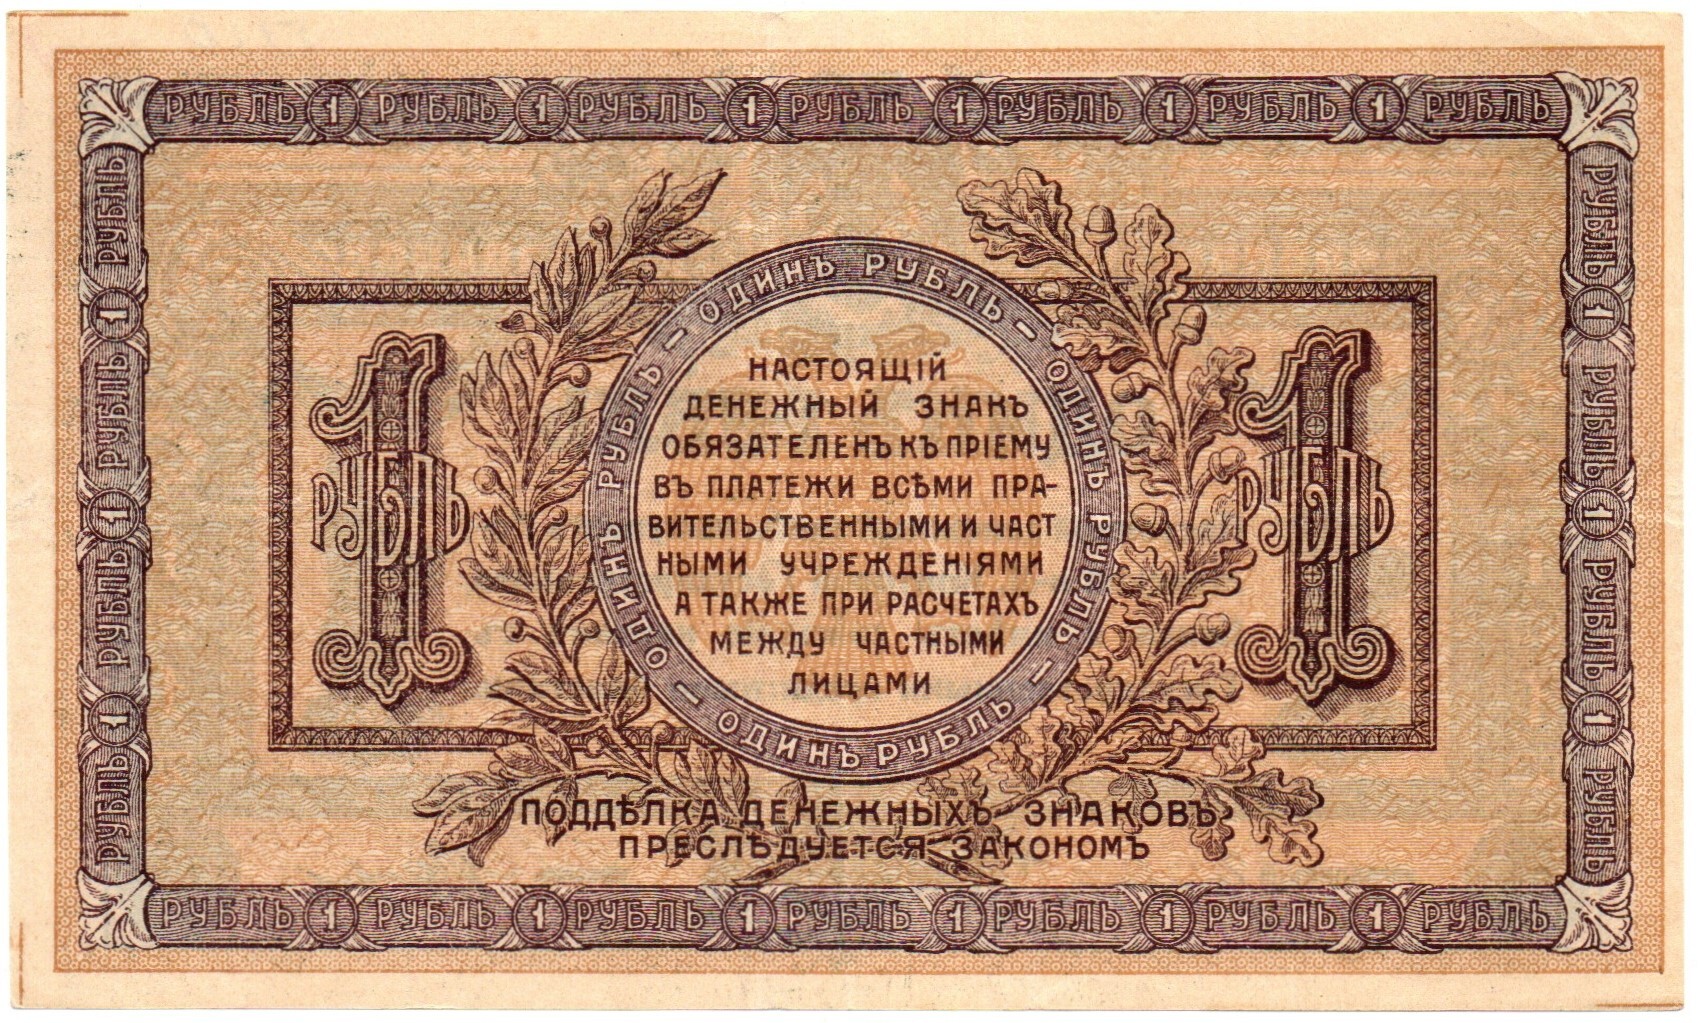 РУБЛЬ 1 РУБЛЬ 1 РУБЛЬ 1 РУБЛЬ 1 РУБЛЬ 1 РУБЛЬ 1 РУБЛЬ
РУБЛЬ 1 РУБЛЬ 1 РУБЛЬ 1 РУБЛЬ
РУБЛЬ 1 РУБЛЬ 1 РУБЛЬ 1 РУБЛЬ
ОДИНЪ РУБЛЬ — ОДИНЪ РУБЛЬ — ОДИНЪ РУБЛЬ — ОДИНЪ РУБЛЬ —
1
РУБЛЬ
НАСТОЯЩІЙ
ДЕНЕЖНЫЙ ЗНАКЪ
ОБЯЗАТЕЛЕНЪ КЪ ПРІЕМУ
ВЪ ПЛАТЕЖИ ВСѢМИ ПРА-
ВИТЕЛЬСТВЕННЫМИ И ЧАСТ
НЫМИ УЧРЕЖДЕНІЯМИ
А ТАКЖЕ ПРИ РАСЧЕТАХЪ
МЕЖДУ ЧАСТНЫМИ
ЛИЦАМИ
1
РУБЛЬ
ПОДДѢЛКА ДЕНЕЖНЫХЪ ЗНАКОВЪ
ПРЕСЛѢДУЕТСЯ ЗАКОНОМЪ
РУБЛЬ 1 РУБЛЬ 1 РУБЛЬ 1 РУБЛЬ 1 РУБЛЬ 1 РУБЛЬ 1 РУБЛЬ